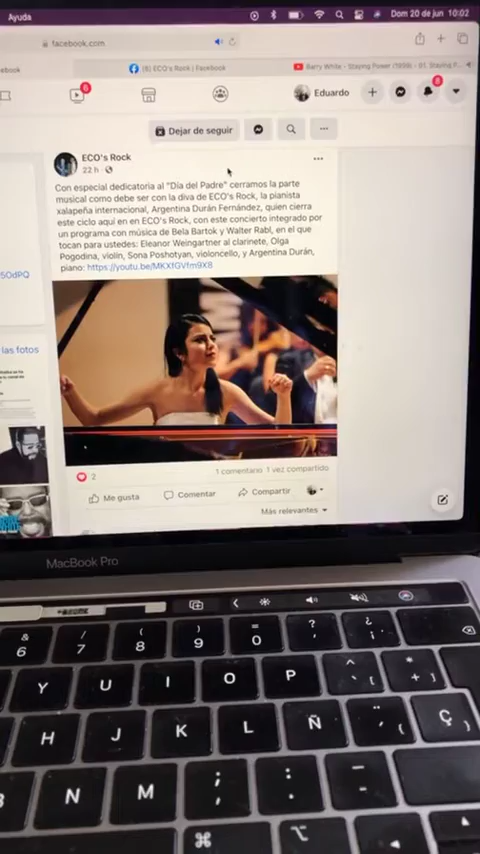 Ayuda
Dom 20 de jun 10:02
facebook.com
ebook
(6) ECO's Rock | Facebook
Barry White - Staying Power (1999) - 01. Staying P...
6
Eduardo
8
Dejar de seguir
ECO's Rock
22 h
Con especial dedicatoria al "Día del Padre" cerramos la parte
musical como debe ser con la diva de ECO's Rock, la pianista
xalapeña internacional, Argentina Durán Fernández, quien cierra
este ciclo aquí en en ECO's Rock, con este concierto integrado por
un programa con música de Bela Bartok y Walter Rabl, en el que
tocan para ustedes: Eleanor Weingartner al clarinete, Olga
Pogodina, violín, Sona Poshotyan, violoncello, y Argentina Durán,
piano: https://youtu.be/MKXfGVfm9X8
5OdPQ
las fotos
2
1 comentario 1 vez compartido
Me gusta
Comentar
Compartir
Más relevantes
MacBook Pro
& 6
/ 7
( 8
) 9
= 0
? '
¿ ¡
Y U I O P
^ ` [
* + ]
H J K L Ñ
¨ ´ {
Ç }
N M
; ,
: .
_ -
⌘ ⌥